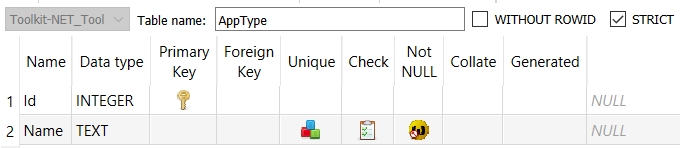 Toolkit-NET_Tool Table name: AppType WITHOUT ROWID STRICT
Name Data type Primary Key Foreign Key Unique Check Not NULL Collate Generated
1 Id INTEGER NULL
2 Name TEXT NULL